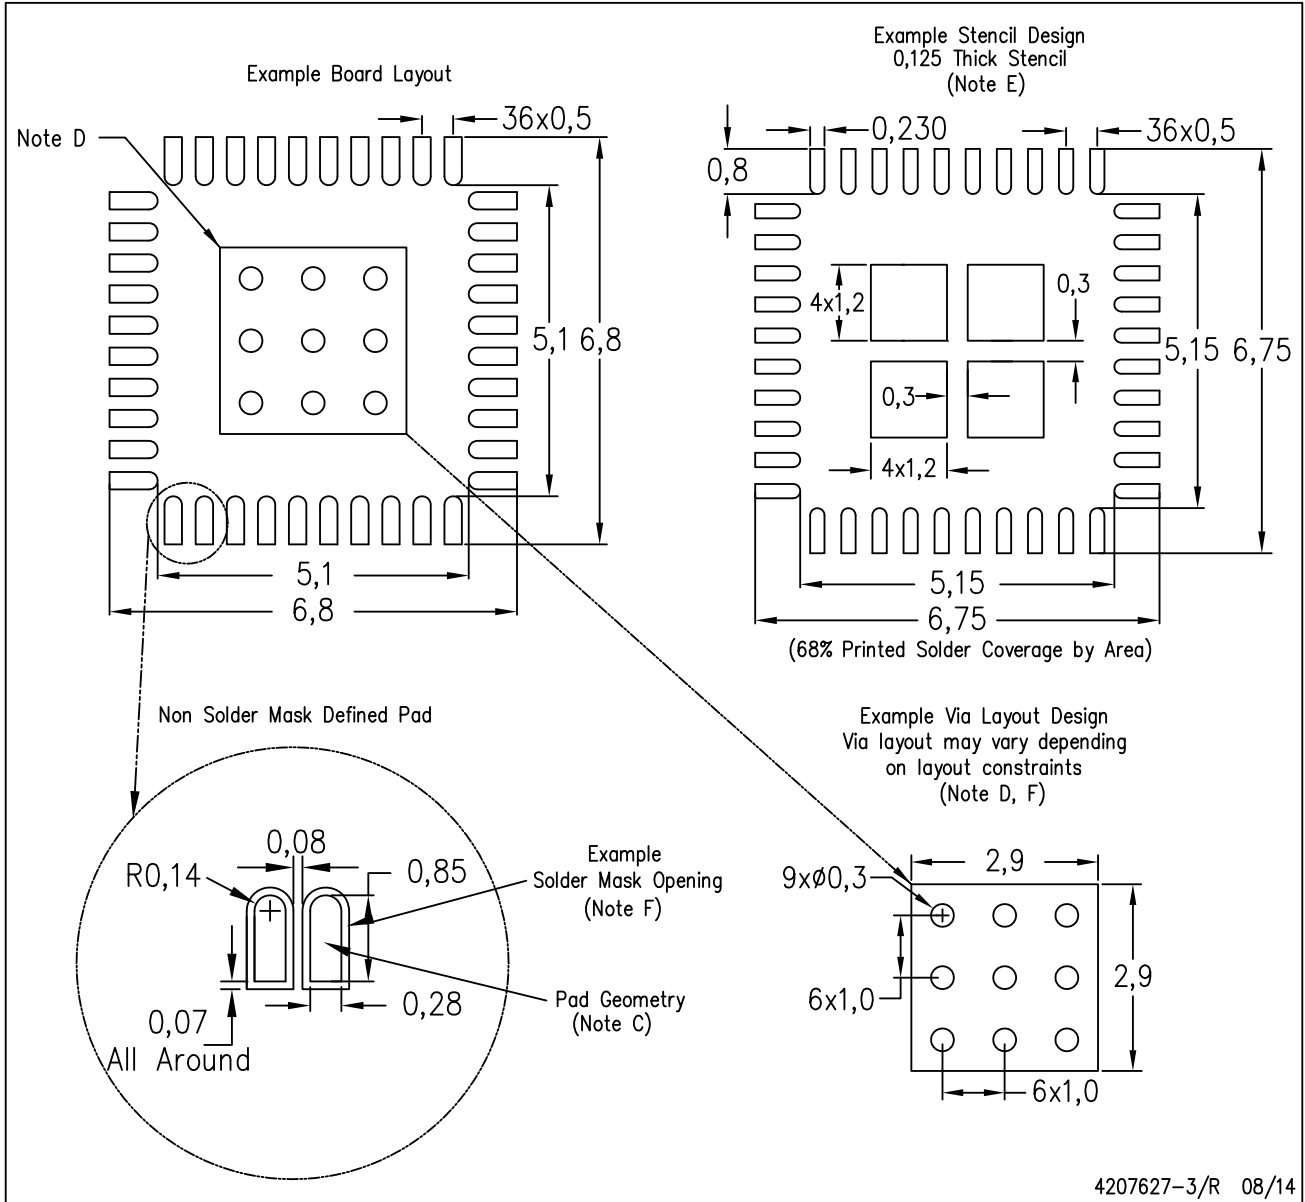 Example Board Layout
Note D
36x0,5
5,1
6,8
5,1
6,8
Example Stencil Design
0,125 Thick Stencil
(Note E)
0,230
36x0,5
0,8
4x1,2
0,3
0,3
4x1,2
5,15
6,75
5,15
6,75
(68% Printed Solder Coverage by Area)
Non Solder Mask Defined Pad
0,08
R0,14
0,85
Example
Solder Mask Opening
(Note F)
Pad Geometry
(Note C)
0,28
0,07
All Around
Example Via Layout Design
Via layout may vary depending
on layout constraints
(Note D, F)
2,9
9xø0,3
6x1,0
2,9
6x1,0
4207627-3/R 08/14